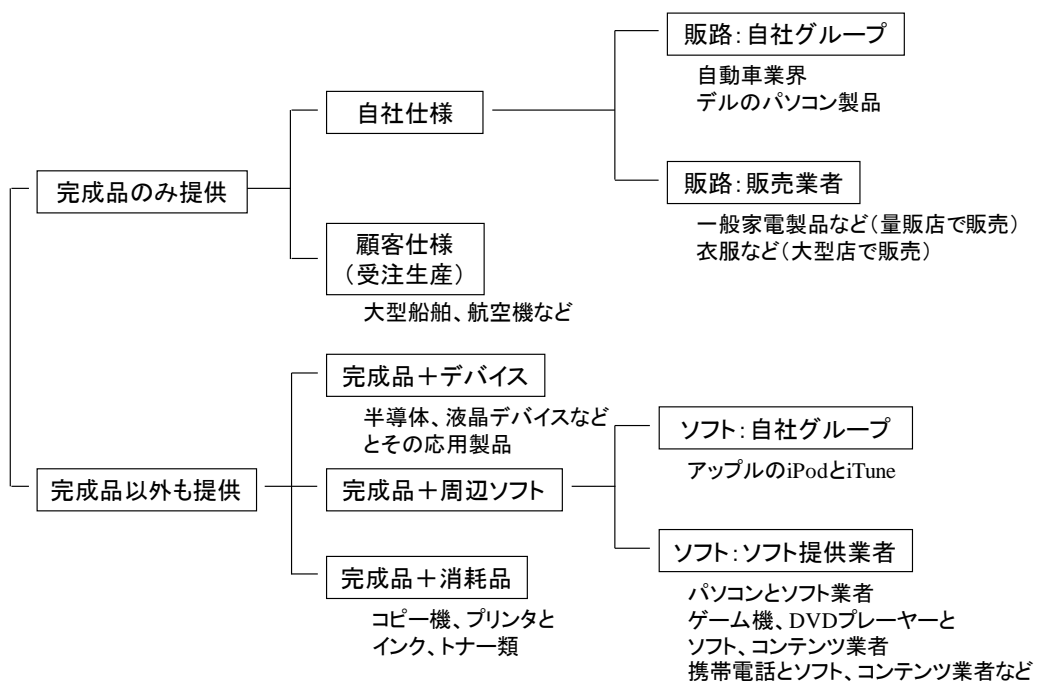 完成品のみ提供
自社仕様
販路:自社グループ
自動車業界
デルのパソコン製品
販路:販売業者
一般家電製品など(量販店で販売)
衣服など(大型店で販売)
顧客仕様
(受注生産)
大型船舶、航空機など
完成品以外も提供
完成品+デバイス
半導体、液晶デバイスなど
とその応用製品
完成品+周辺ソフト
ソフト:自社グループ
アップルのiPodとiTune
ソフト:ソフト提供業者
パソコンとソフト業者
ゲーム機、DVDプレーヤーと
ソフト、コンテンツ業者
携帯電話とソフト、コンテンツ業者など
完成品+消耗品
コピー機、プリンタと
インク、トナー類